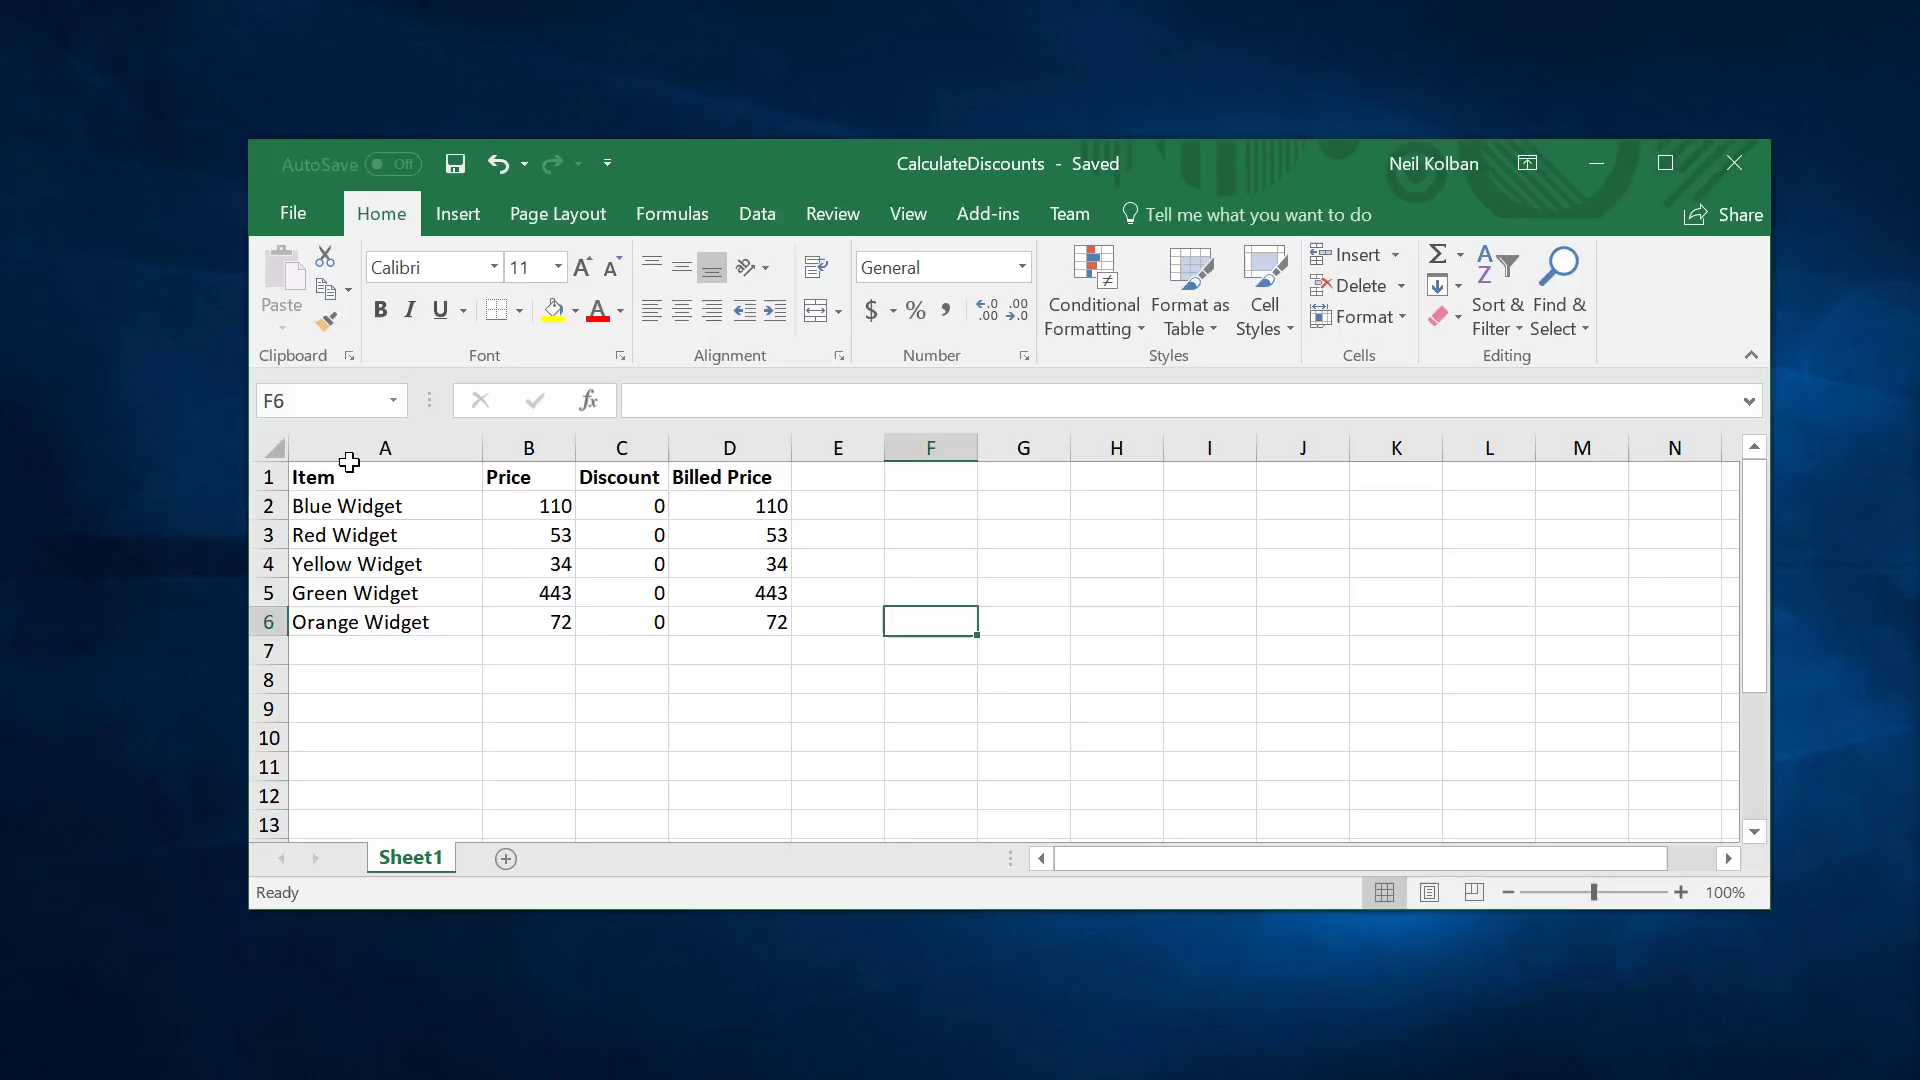 AutoSave Off CalculateDiscounts - Saved Neil Kolban
File Home Insert Page Layout Formulas Data Review View Add-ins Team Tell me what you want to do Share
Paste
Clipboard
Calibri 11 A A
B I U A
Font
Alignment
General
$ % , ←.0 .00 .00 →.0
Number
Conditional Formatting
Format as Table
Cell Styles
Styles
Insert
Delete
Format
Cells
Σ A Z
Sort & Filter
Find & Select
Editing
F6 fx
A B C D E F G H I J K L M N
1 Item Price Discount Billed Price
2 Blue Widget 110 0 110
3 Red Widget 53 0 53
4 Yellow Widget 34 0 34
5 Green Widget 443 0 443
6 Orange Widget 72 0 72
7
8
9
10
11
12
13
Sheet1
Ready 100%